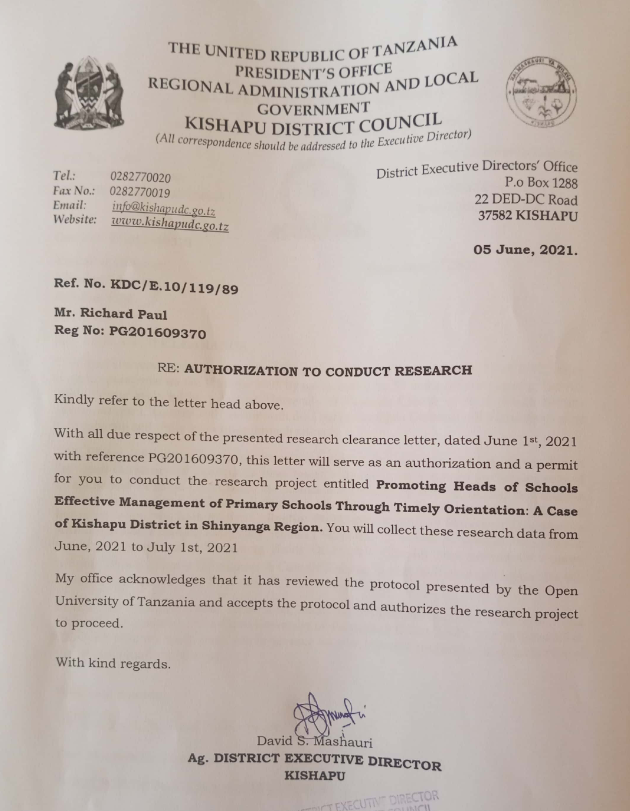 THE UNITED REPUBLIC OF TANZANIA
PRESIDENT'S OFFICE
REGIONAL ADMINISTRATION AND LOCAL
GOVERNMENT
KISHAPU DISTRICT COUNCIL
(All correspondence should be addressed to the Executive Director)
Tel.: 0282770020
Fax No.: 0282770019
Email: info@kishapudc.go.tz
Website: www.kishapudc.go.tz
District Executive Directors' Office
P.o Box 1288
22 DED-DC Road
37582 KISHAPU
05 June, 2021.
Ref. No. KDC/E.10/119/89
Mr. Richard Paul
Reg No: PG201609370
RE: AUTHORIZATION TO CONDUCT RESEARCH
Kindly refer to the letter head above.
With all due respect of the presented research clearance letter, dated June 1st, 2021
with reference PG201609370, this letter will serve as an authorization and a permit
for you to conduct the research project entitled Promoting Heads of Schools
Effective Management of Primary Schools Through Timely Orientation: A Case
of Kishapu District in Shinyanga Region. You will collect these research data from
June, 2021 to July 1st, 2021
My office acknowledges that it has reviewed the protocol presented by the Open
University of Tanzania and accepts the protocol and authorizes the research project
to proceed.
With kind regards.
David S. Mashauri
Ag. DISTRICT EXECUTIVE DIRECTOR
KISHAPU
EXECUTIVE DIRECTOR